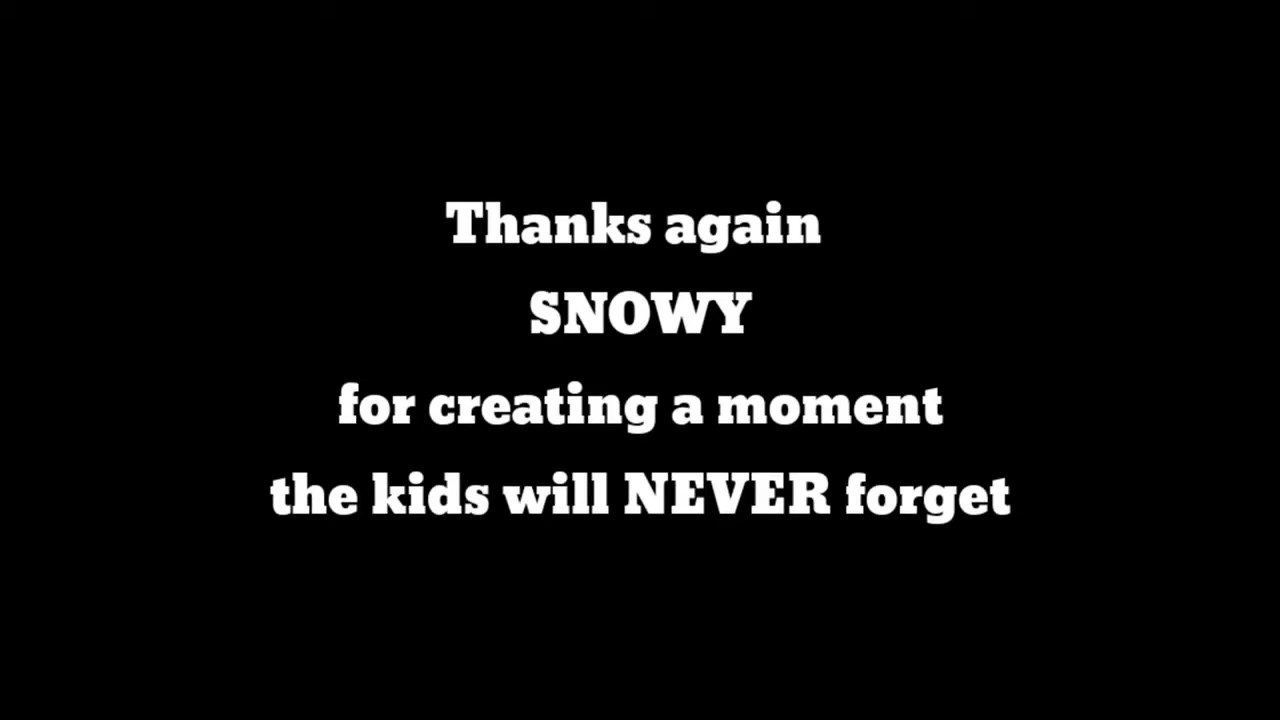 Thanks again
SNOWY
for creating a moment
the kids will NEVER forget